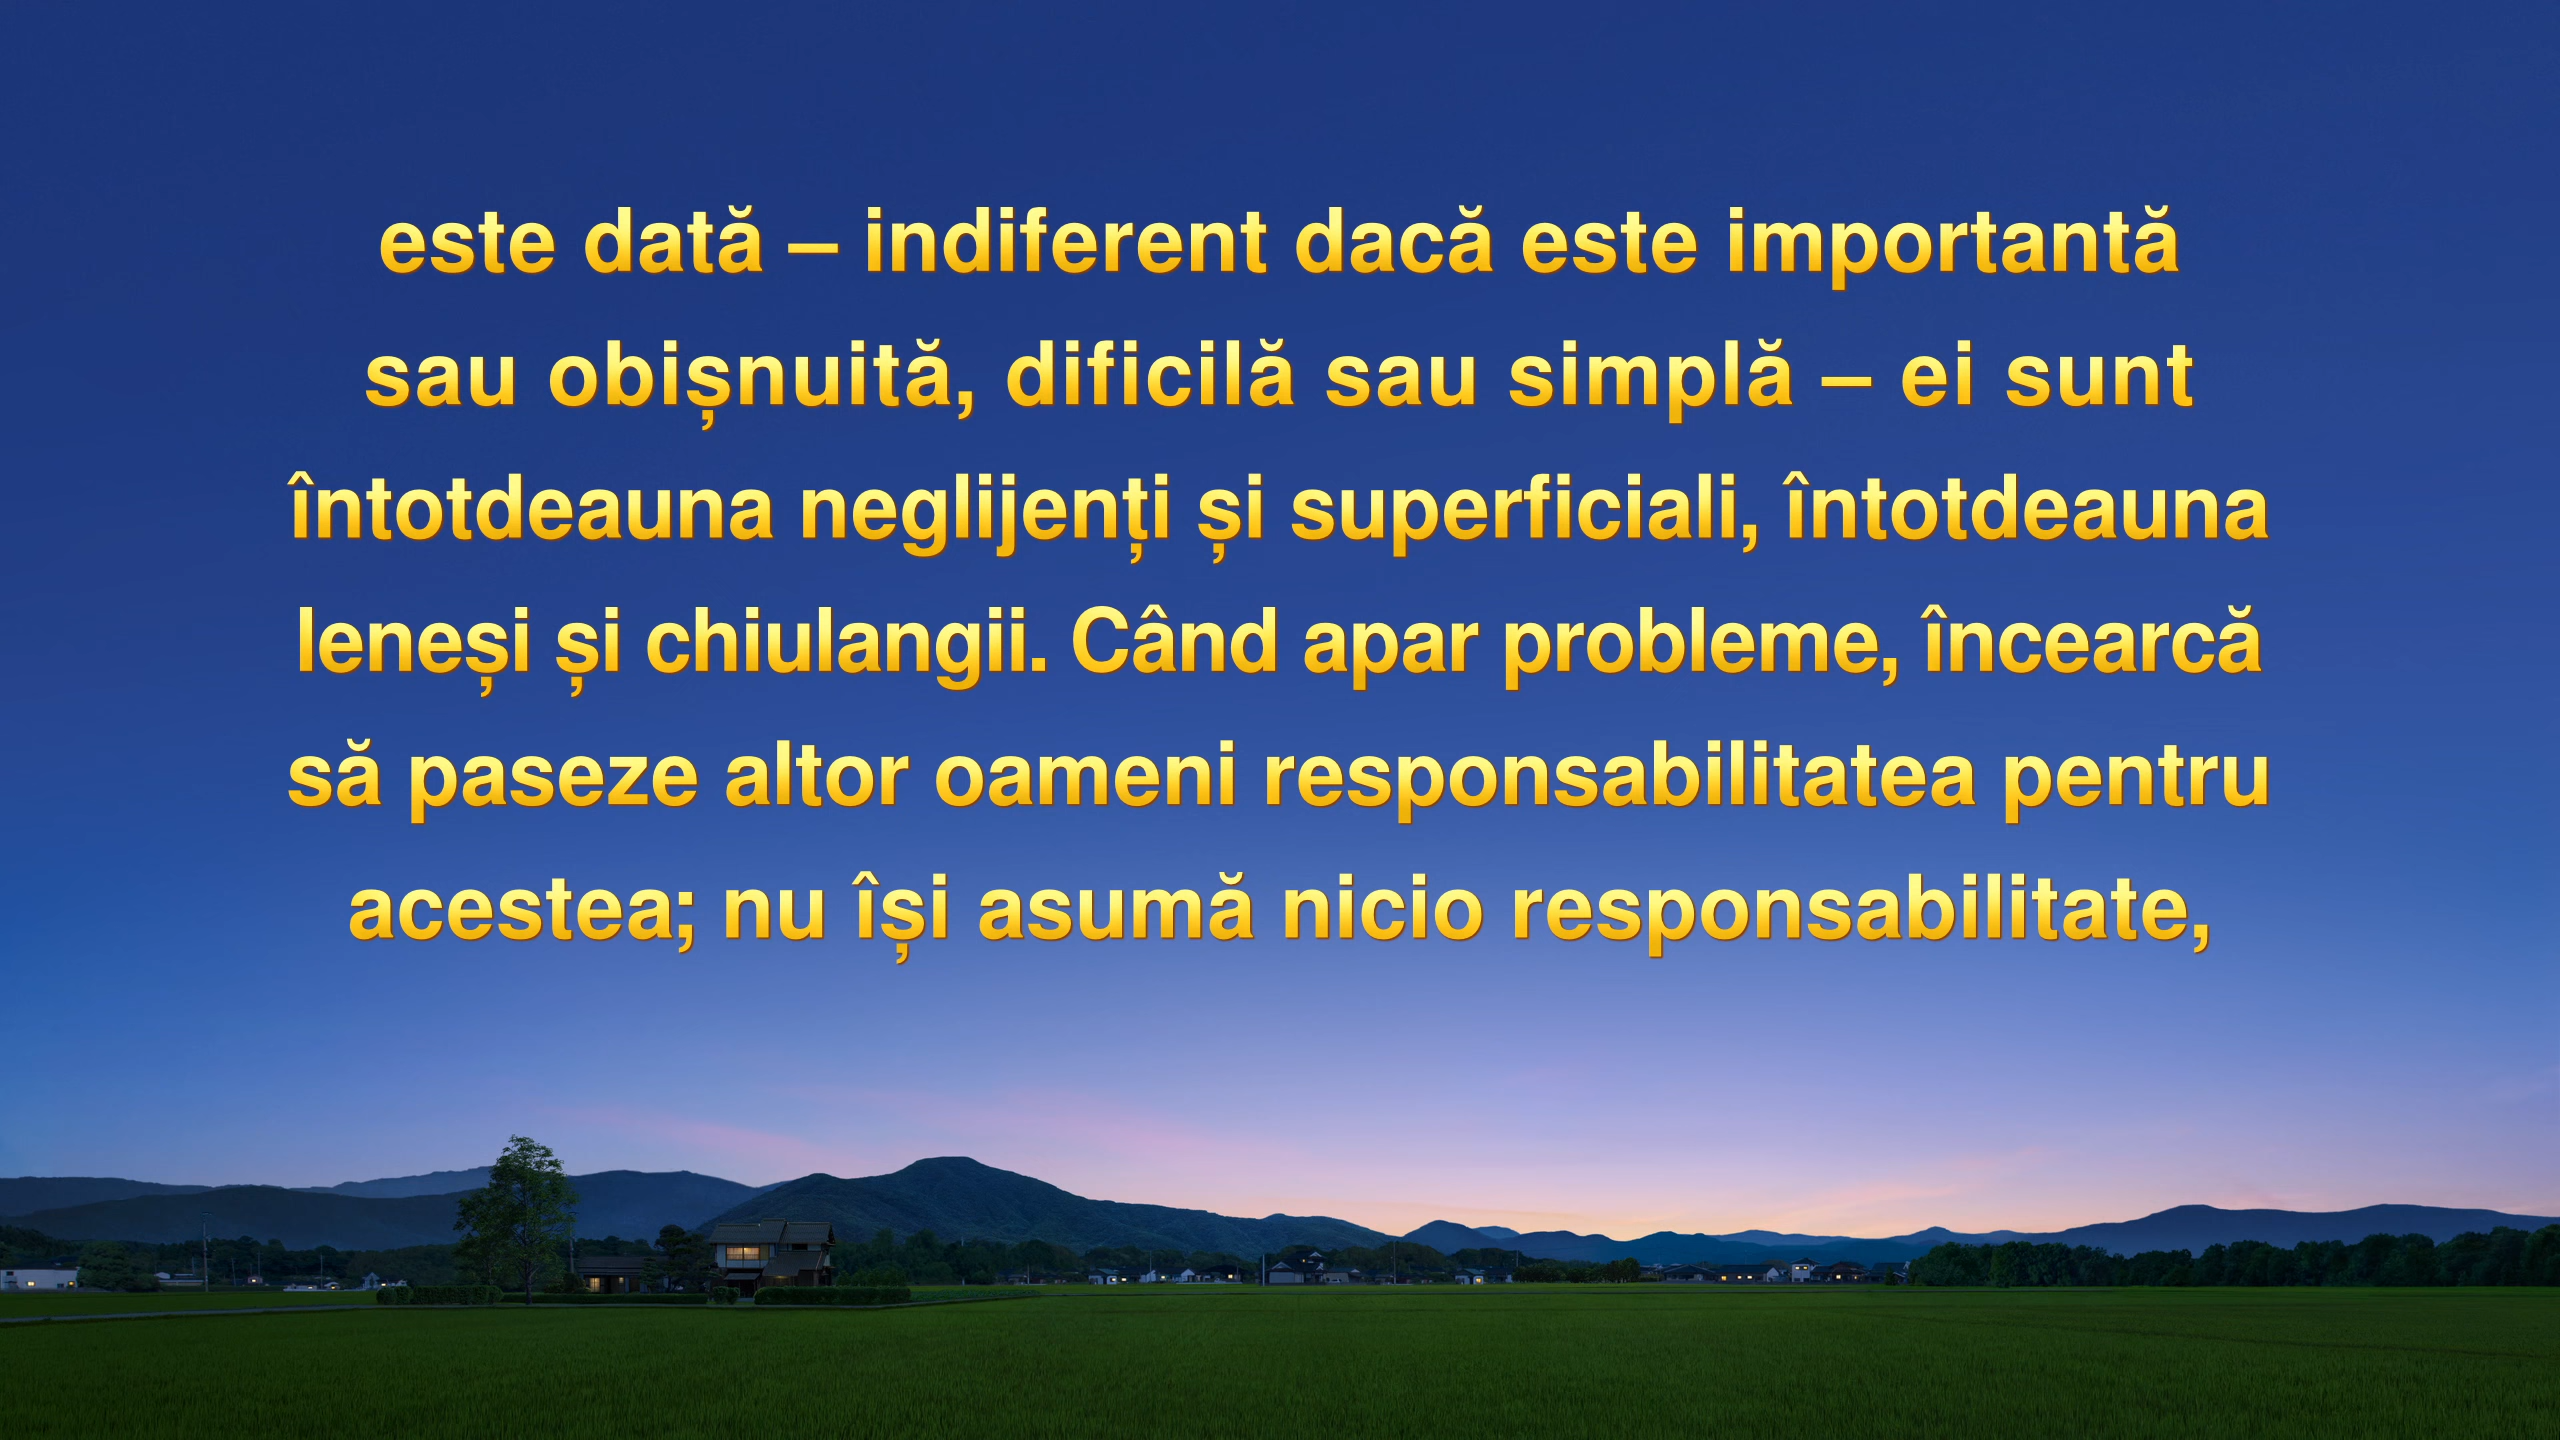 este dată – indiferent dacă este importantă
sau obișnuită, dificilă sau simplă – ei sunt
întotdeauna neglijenți și superficiali, întotdeauna
leneși și chiulangii. Când apar probleme, încearcă
să paseze altor oameni responsabilitatea pentru
acestea; nu își asumă nicio responsabilitate,